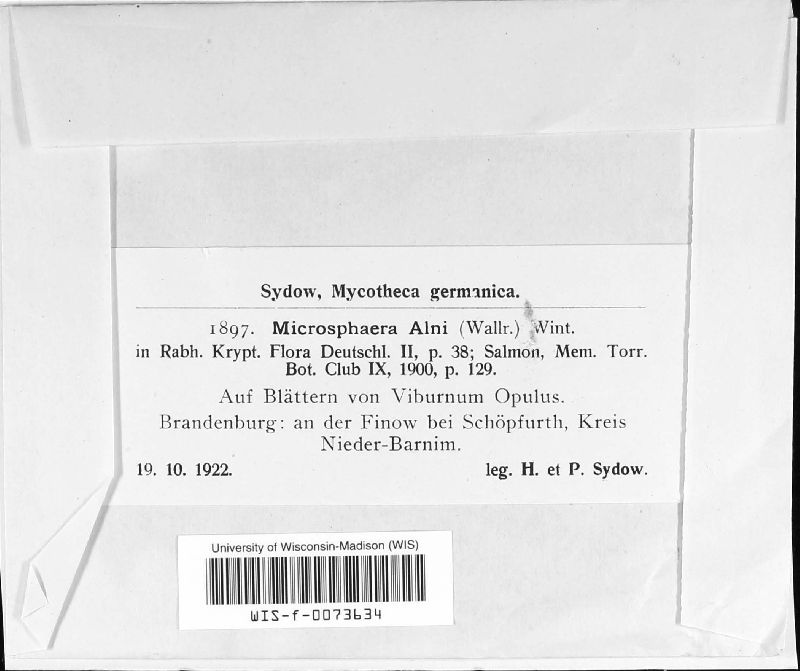 Sydow, Mycotheca germanica.
1897. Microsphaera Alni (Wallr.) Wint.
in Rabh. Krypt. Flora Deutschl. II, p. 38; Salmon, Mem. Torr.
Bot. Club IX, 1900, p. 129.
Auf Blättern von Viburnum Opulus.
Brandenburg: an der Finow bei Schöpfurth, Kreis
Nieder-Barnim.
19. 10. 1922. leg. H. et P. Sydow.
University of Wisconsin-Madison (WIS)
WIS-f-0073634